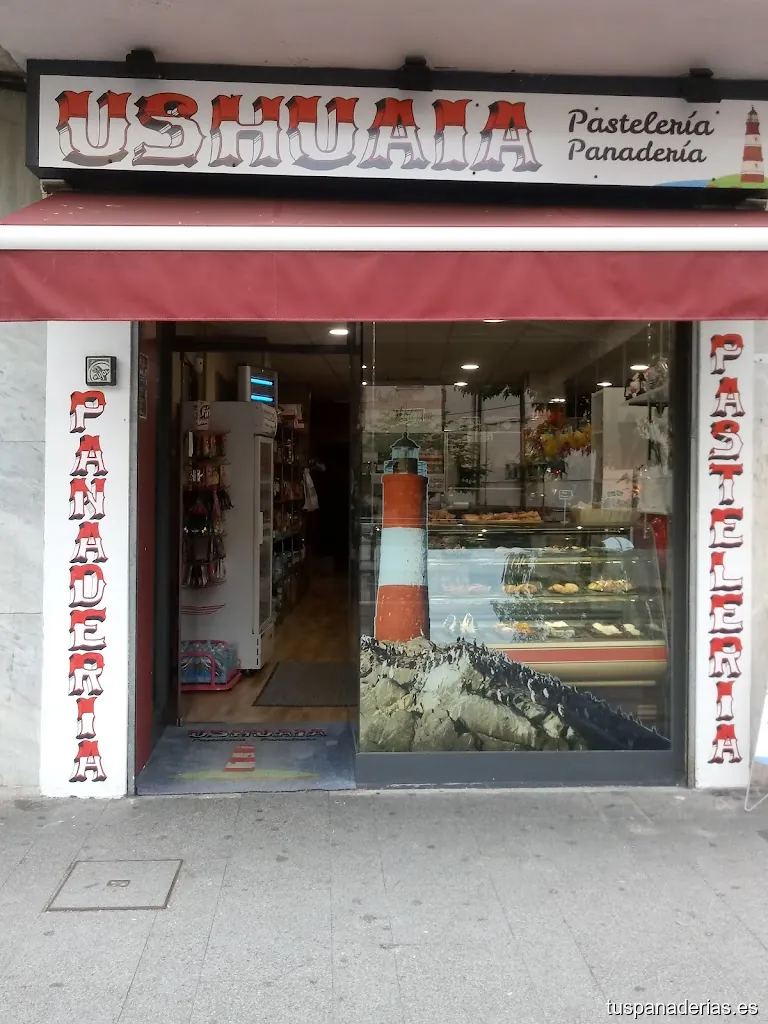 USHUAIA
Pastelería
Panadería
PANADERIA
PASTELERIA
USHUAIA
tuspanaderias.es